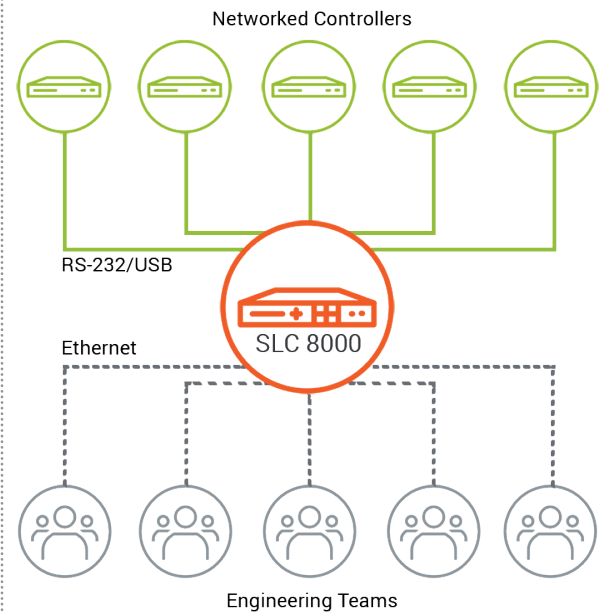 Networked Controllers
RS-232/USB
SLC 8000
Ethernet
Engineering Teams